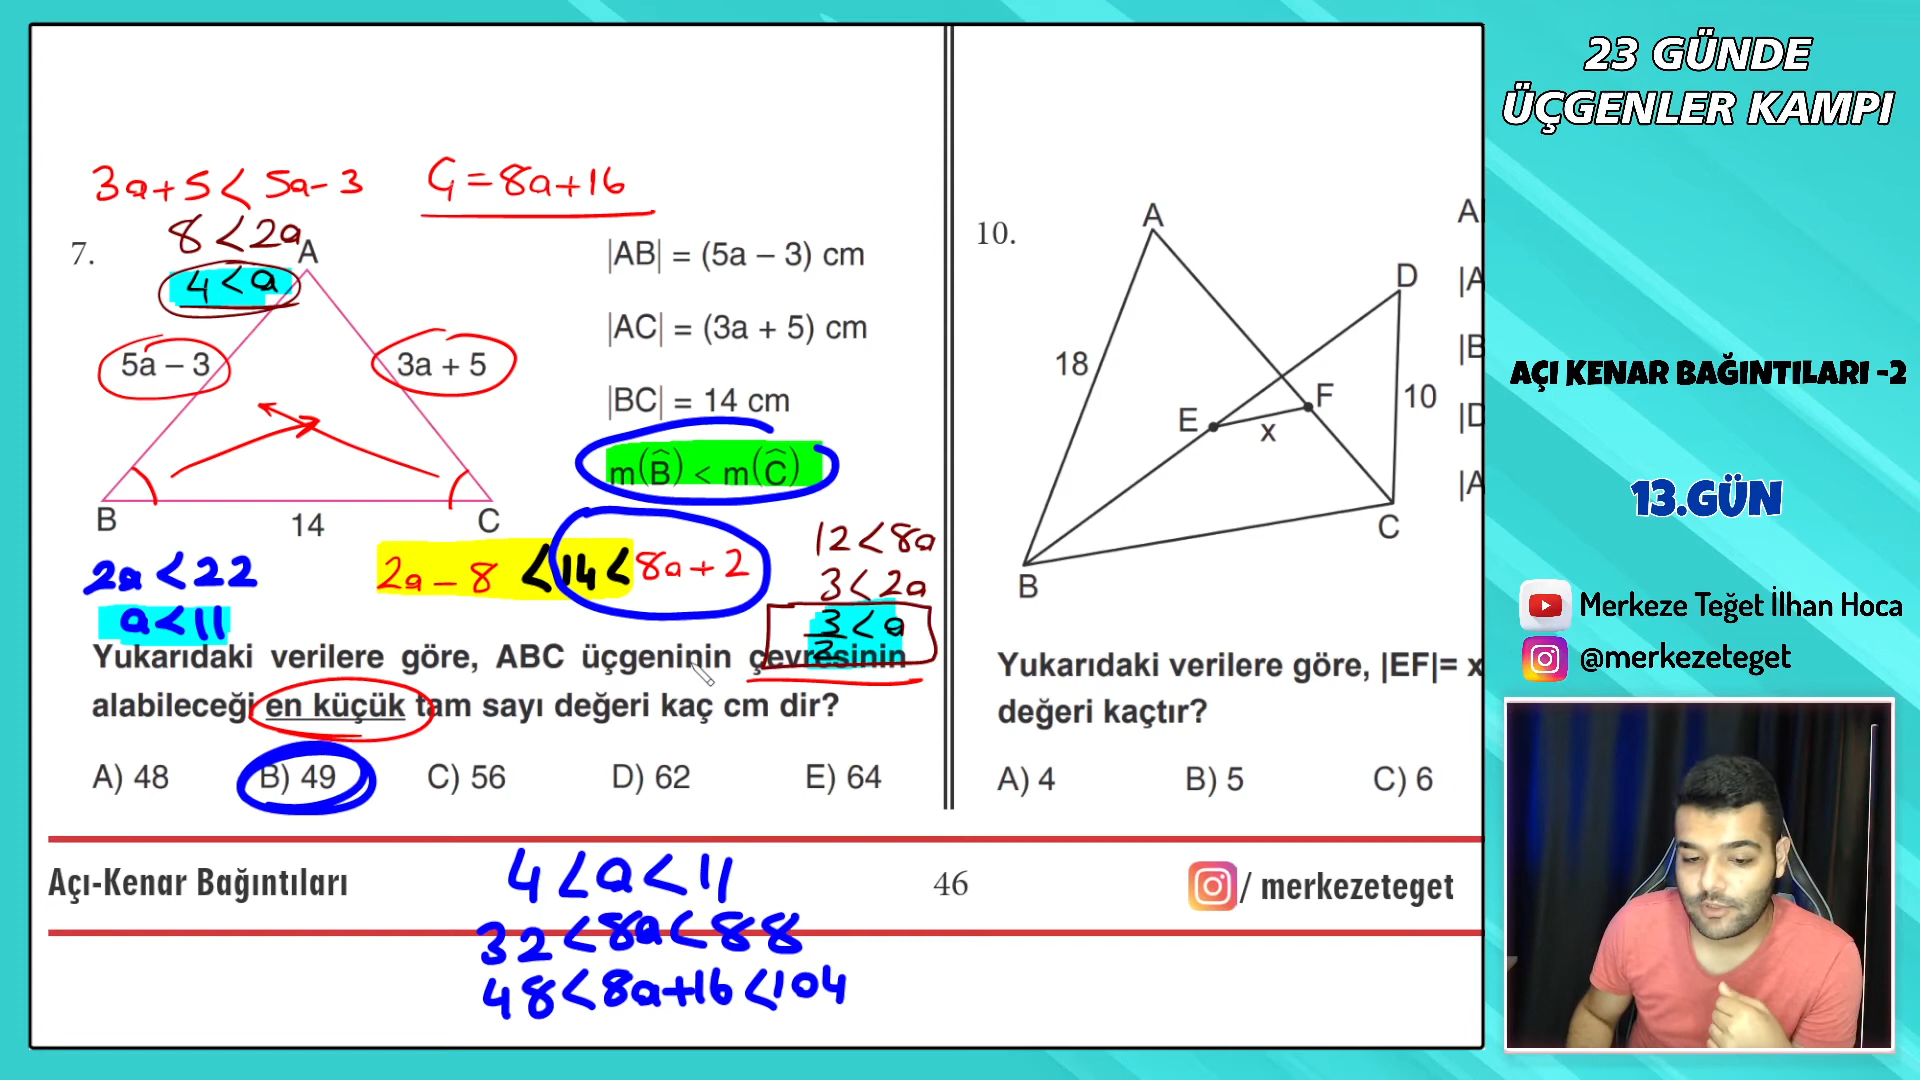 23 GÜNDE
ÜÇGENLER KAMPI
AÇI KENAR BAĞINTILARI -2
13.GÜN
Merkeze Teğet İlhan Hoca
@merkezeteget
3a+5<5a-3
Ç=8a+16
8<2a
4<a
7.
A
5a – 3
3a + 5
B
14
C
|AB| = (5a – 3) cm
|AC| = (3a + 5) cm
|BC| = 14 cm
m(B̂) < m(Ĉ)
2a<22
a<11
2a-8<14<8a+2
12<8a
3<2a
3/2<a
Yukarıdaki verilere göre, ABC üçgeninin çevresinin
alabileceği en küçük tam sayı değeri kaç cm dir?
A) 48 B) 49 C) 56 D) 62 E) 64
10.
A
D
18
E
F
x
10
B
C
A
|A
|B
|D
|A
Yukarıdaki verilere göre, |EF|= x
değeri kaçtır?
A) 4 B) 5 C) 6
Açı-Kenar Bağıntıları
46
/ merkezeteget
4<a<11
32<8a<88
48<8a+16<104